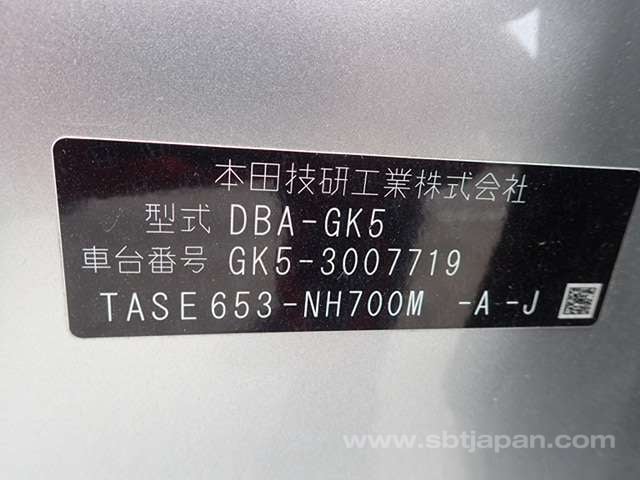 本田技研工業株式会社
型式 DBA-GK5
車台番号 GK5-3007719
TASE653-NH700M -A-J
www.sbtjapan.com